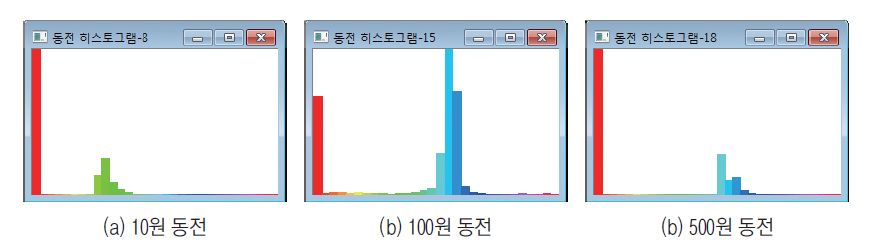 동전 히스토그램-8
동전 히스토그램-15
동전 히스토그램-18
(a) 10원 동전
(b) 100원 동전
(b) 500원 동전